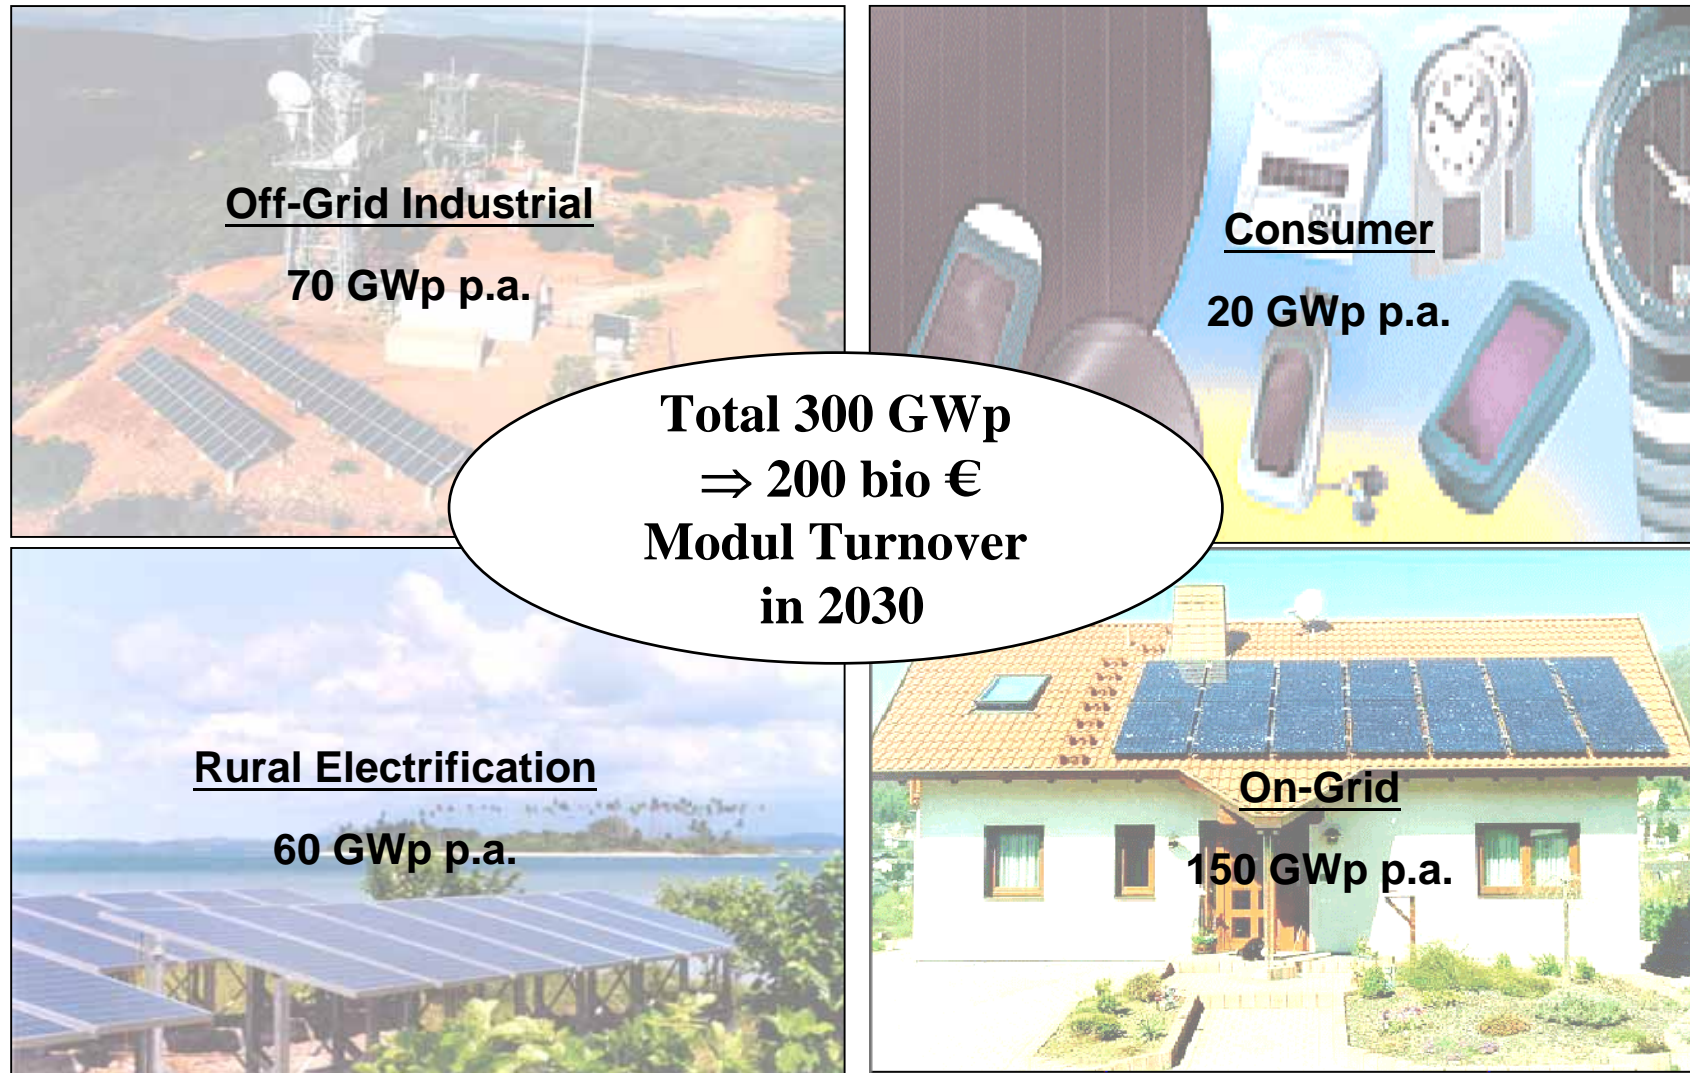 Off-Grid Industrial
70 GWp p.a.
Consumer
20 GWp p.a.
Total 300 GWp
⇒ 200 bio €
Modul Turnover
in 2030
Rural Electrification
60 GWp p.a.
On-Grid
150 GWp p.a.